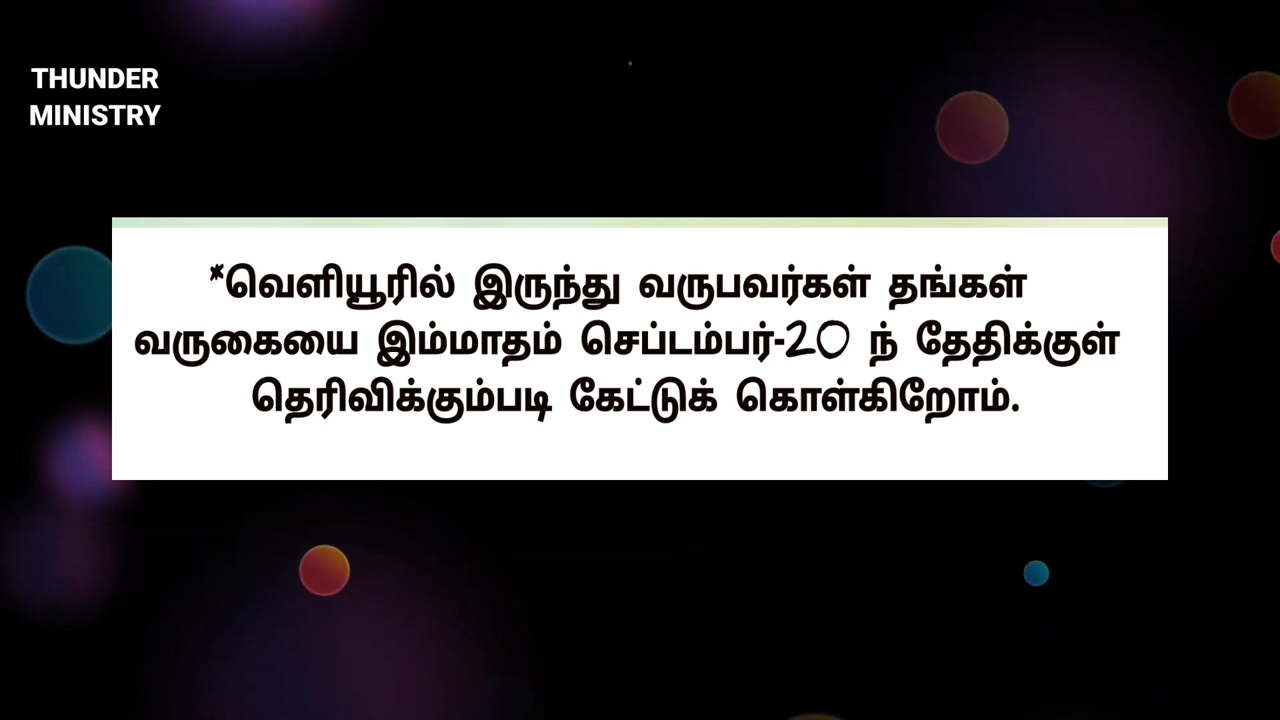 THUNDER
MINISTRY
*வெளியூரில் இருந்து வருபவர்கள் தங்கள்
வருகையை இம்மாதம் செப்டம்பர்-20 ந் தேதிக்குள்
தெரிவிக்கும்படி கேட்டுக் கொள்கிறோம்.